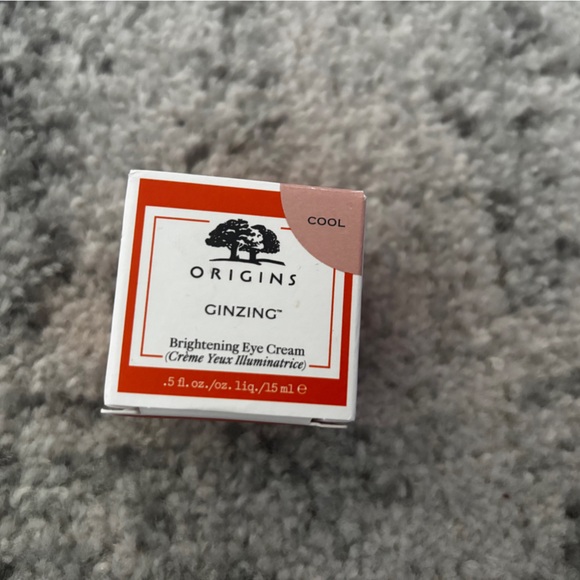 COOL
ORIGINS
GINZING™
Brightening Eye Cream
(Crème Yeux Illuminatrice)
.5 fl. oz./oz. liq./15 ml ℮